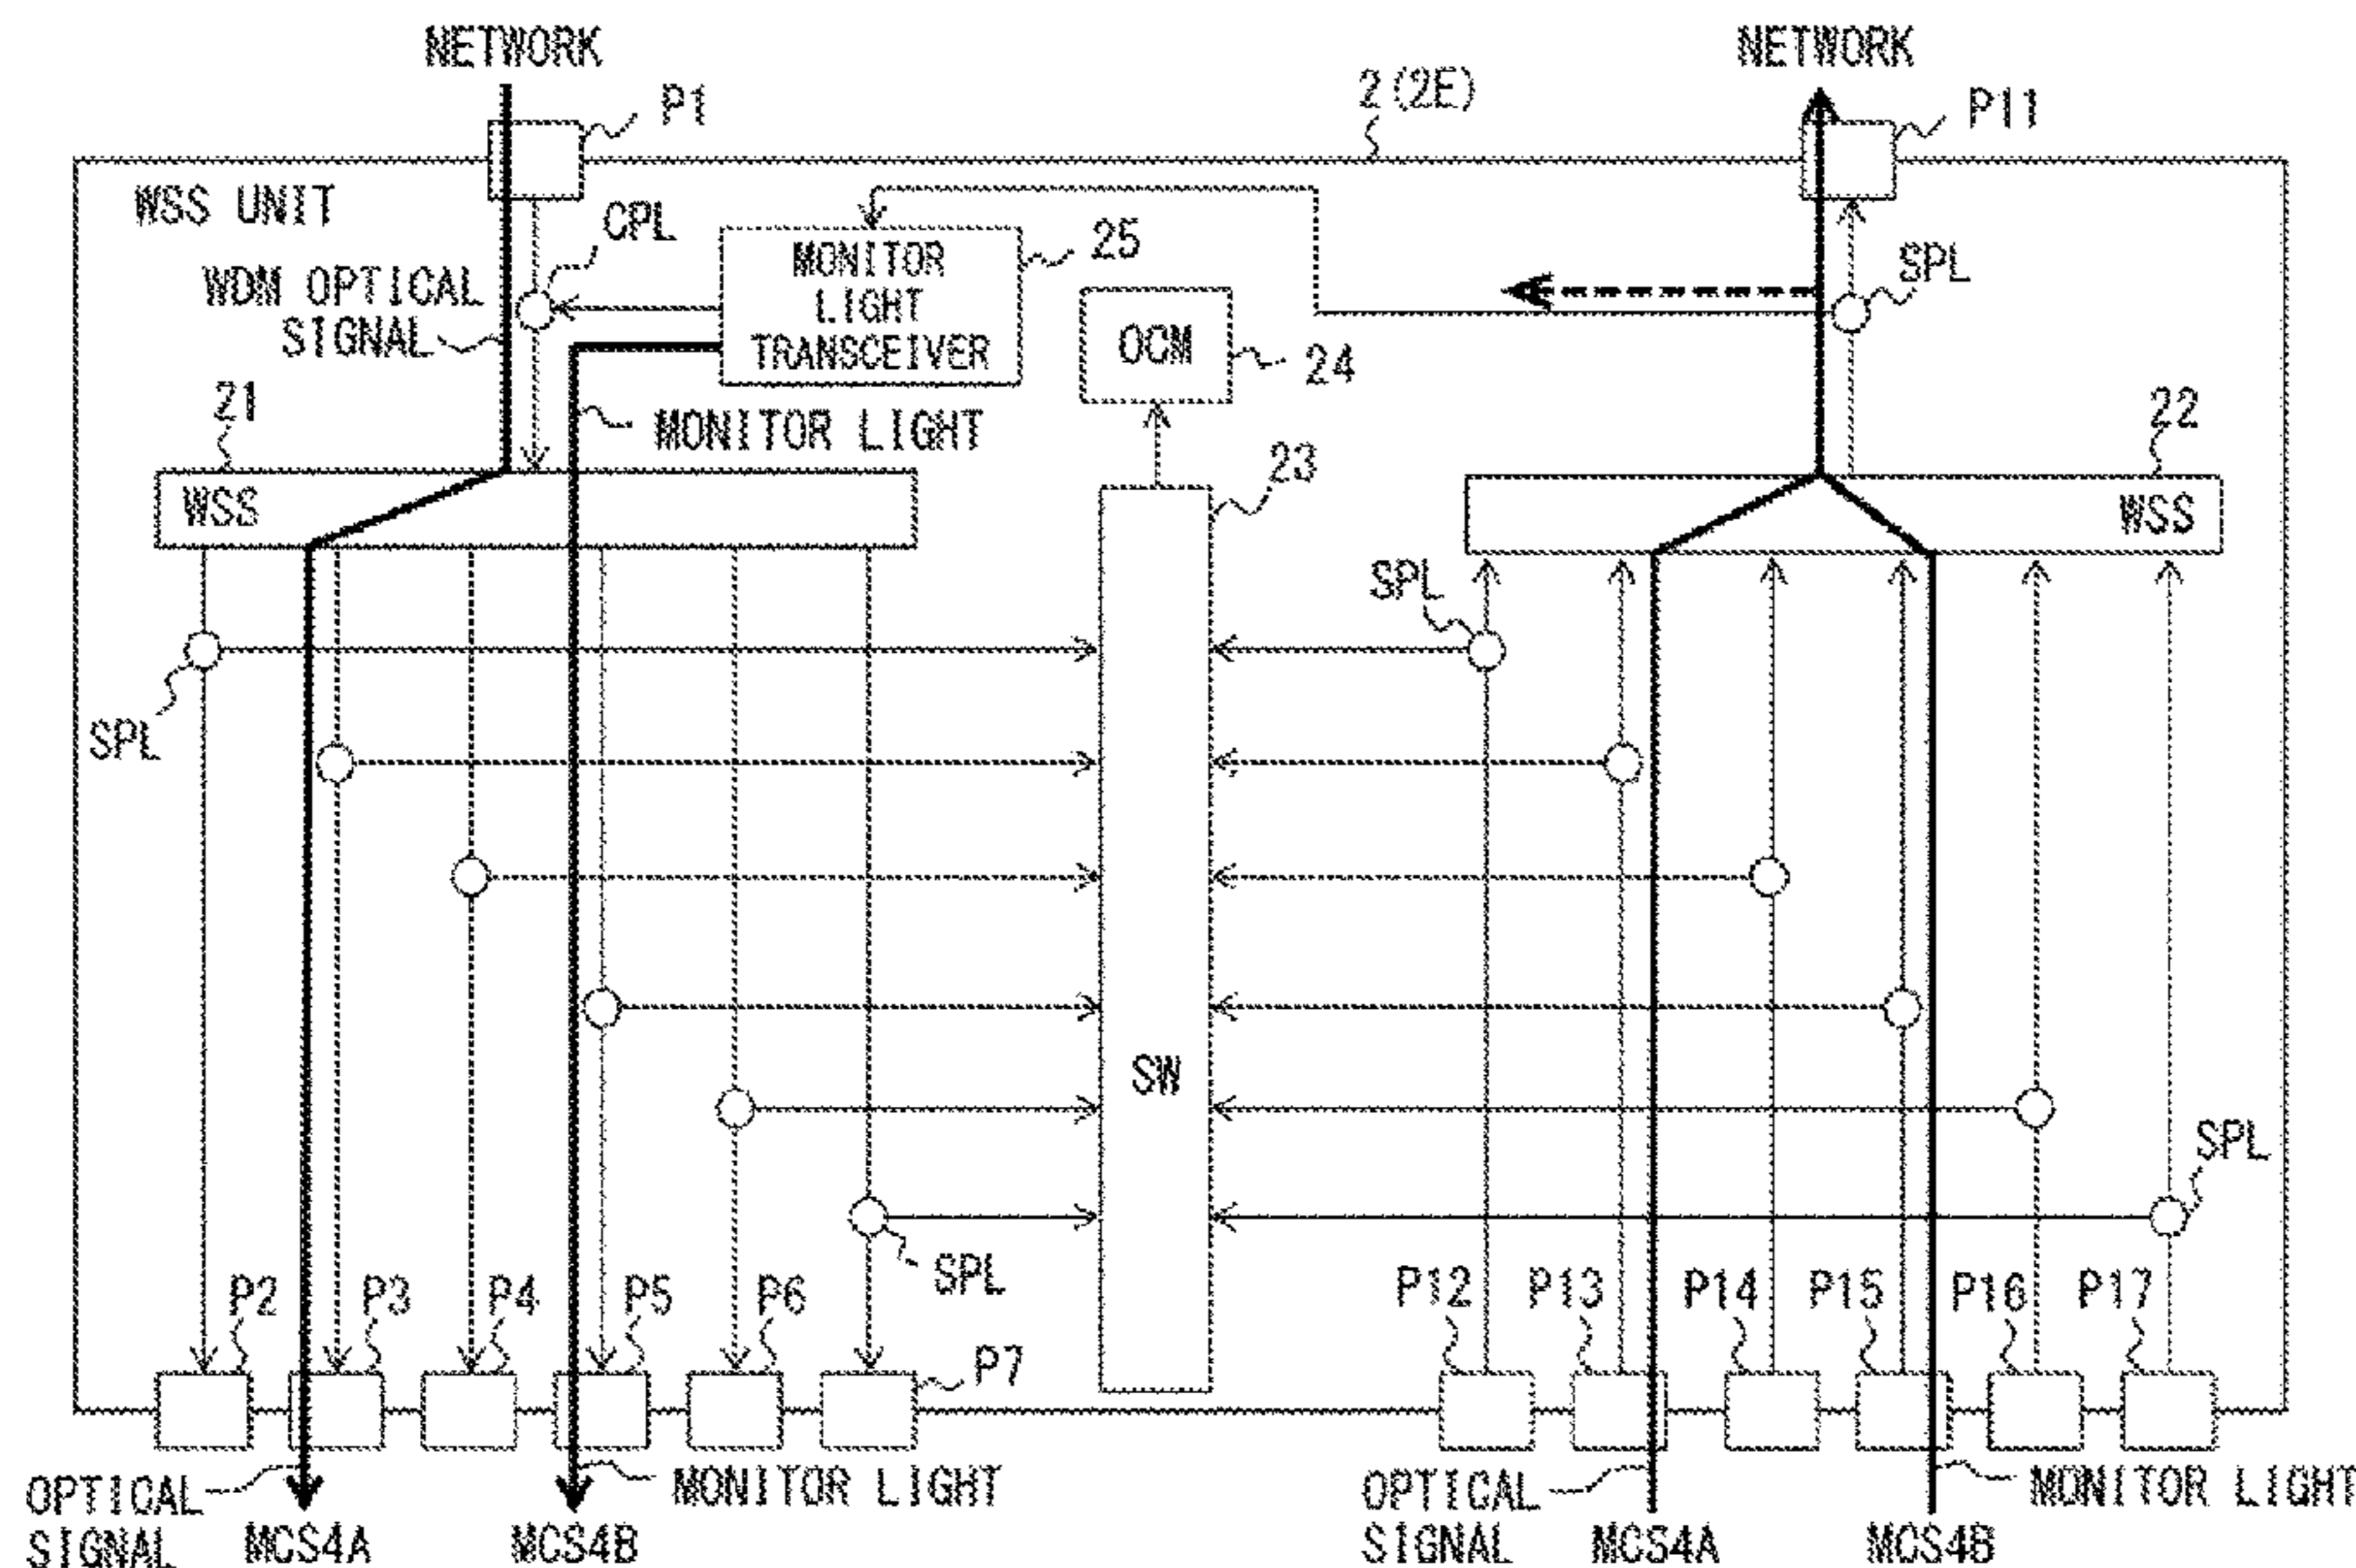 NETWORK
NETWORK
P1
2(2E)
P11
WSS UNIT
CPL
25
MONITOR
LIGHT
TRANSCEIVER
SPL
WDM OPTICAL
SIGNAL
OCM
24
21
MONITOR LIGHT
23
22
WSS
WSS
SPL
SPL
SW
SPL
SPL
P2
P3
P4
P5
P6
P7
P12
P13
P14
P15
P16
P17
OPTICAL
SIGNAL
MONITOR LIGHT
OPTICAL
SIGNAL
MONITOR LIGHT
MCS4A
MCS4B
MCS4A
MCS4B